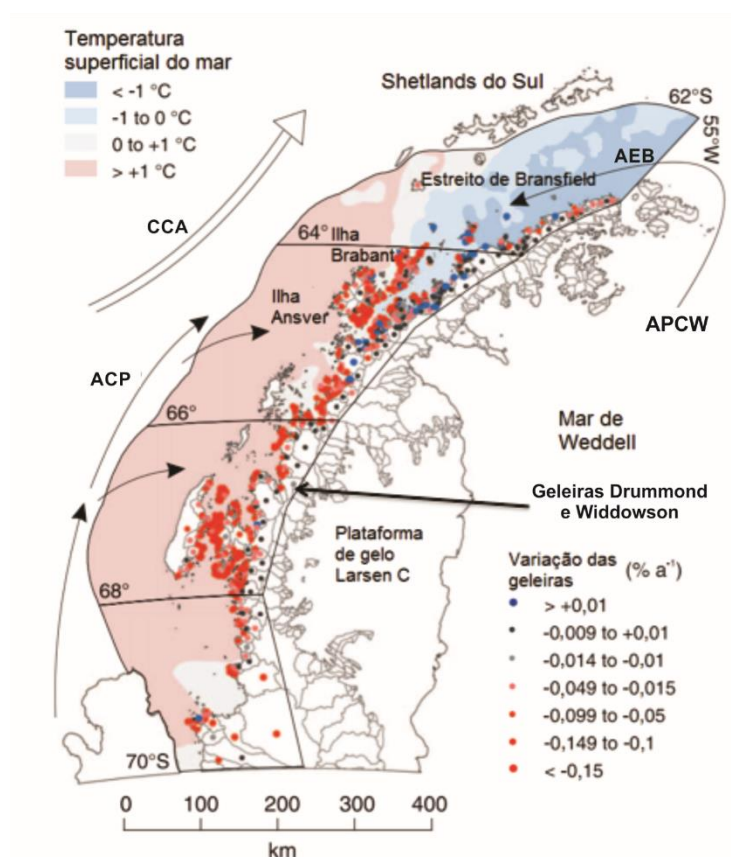 Temperatura
superficial do mar
< -1 °C
-1 to 0 °C
0 to +1 °C
> +1 °C
Shetlands do Sul
62°S
55°W
AEB
Estreito de Bransfield
CCA
64°
Ilha
Brabant
Ilha
Ansver
APCW
ACP
66°
Mar de
Weddell
Geleiras Drummond
e Widdowson
Plataforma
de gelo
Larsen C
68°
70°S
Variação das
geleiras
(% a⁻¹)
> +0,01
-0,009 to +0,01
-0,014 to -0,01
-0,049 to -0,015
-0,099 to -0,05
-0,149 to -0,1
< -0,15
0 100 200 300 400
km